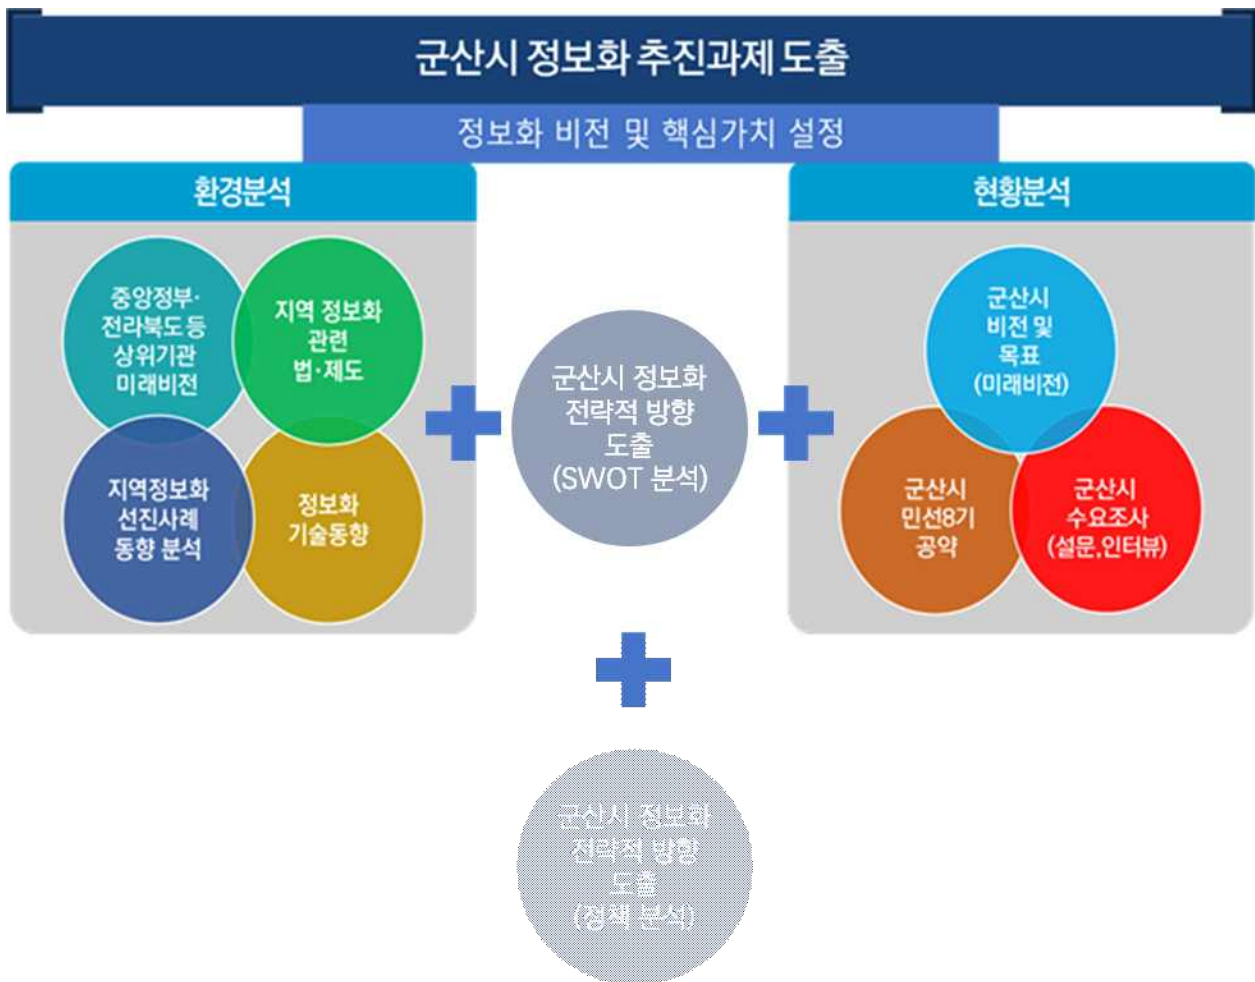 군산시 정보화 추진과제 도출
정보화 비전 및 핵심가치 설정
환경분석
중앙정부·
전라북도 등
상위기관
미래비전
지역 정보화
관련
법·제도
지역정보화
선진사례
동향 분석
정보화
기술동향
군산시 정보화
전략적 방향
도출
(SWOT 분석)
현황분석
군산시
비전 및
목표
(미래비전)
군산시
민선8기
공약
군산시
수요조사
(설문,인터뷰)
군산시 정보화
전략적 방향
도출
(정책 분석)